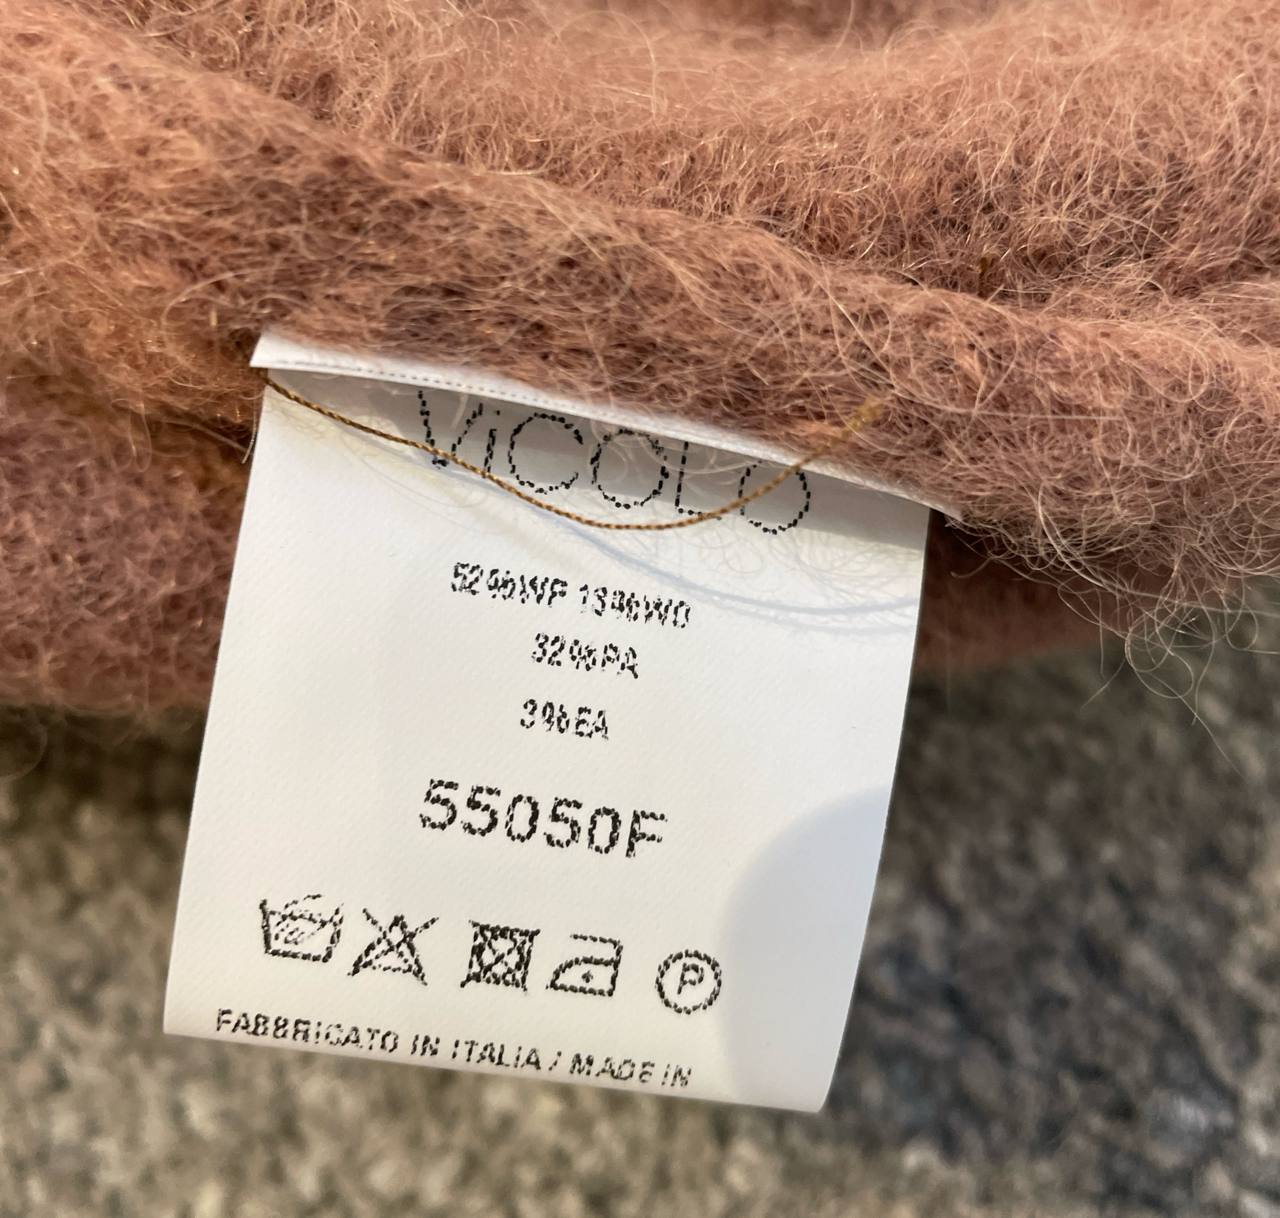 ViCOLO
52%WP 13%WO
32%PA
3%EA
55050F
P
FABBRICATO IN ITALIA / MADE IN